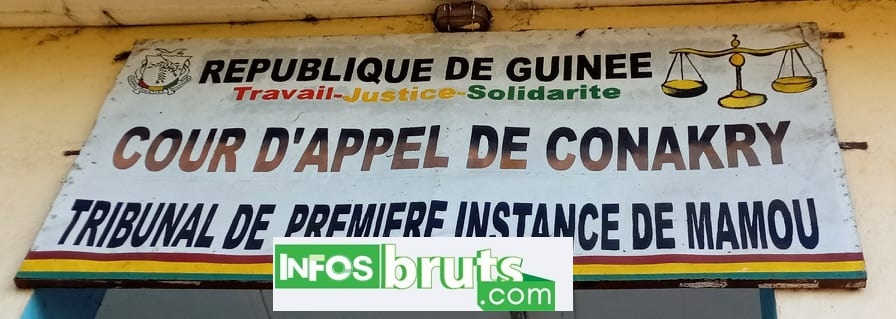 REPUBLIQUE DE GUINEE
Travail-Justice-Solidarite
COUR D'APPEL DE CONAKRY
TRIBUNAL DE PREMIERE INSTANCE DE MAMOU
INFOS bruts
.com